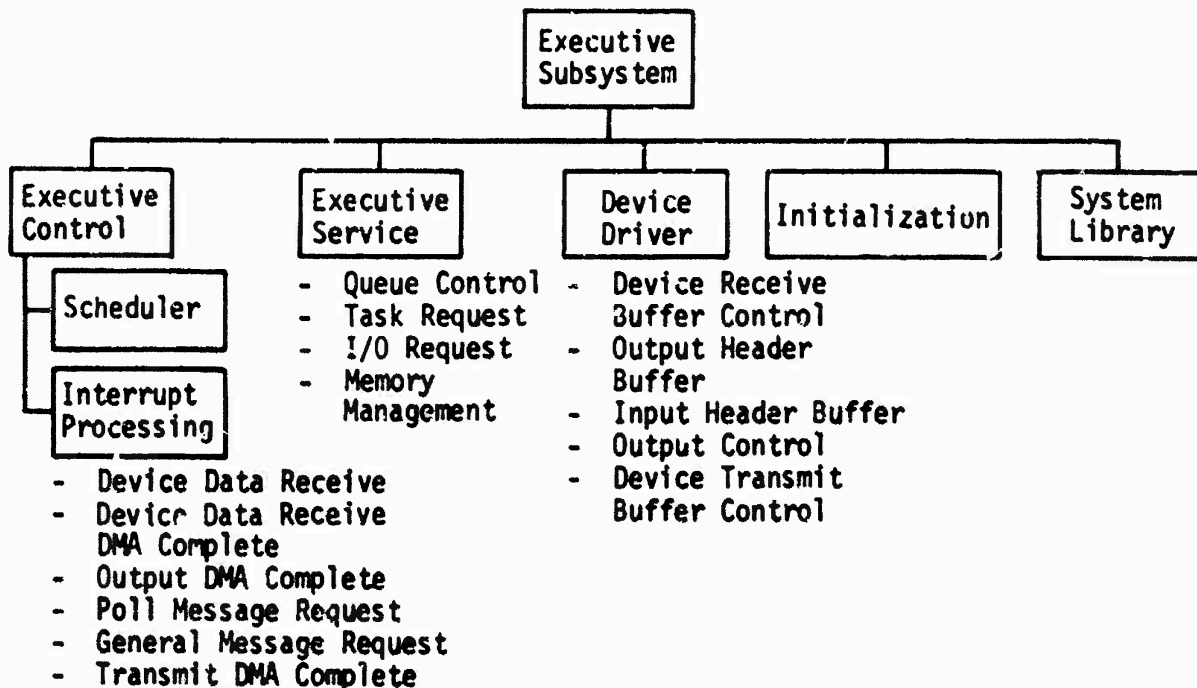 Executive
Subsystem
Executive
Control
Executive
Service
Device
Driver
Initialization
System
Library
Scheduler
Interrupt
Processing
- Device Data Receive
- Device Data Receive
DMA Complete
- Output DMA Complete
- Poll Message Request
- General Message Request
- Transmit DMA Complete
- Queue Control
- Task Request
- I/O Request
- Memory
Management
- Device Receive
Buffer Control
- Output Header
Buffer
- Input Header Buffer
- Output Control
- Device Transmit
Buffer Control